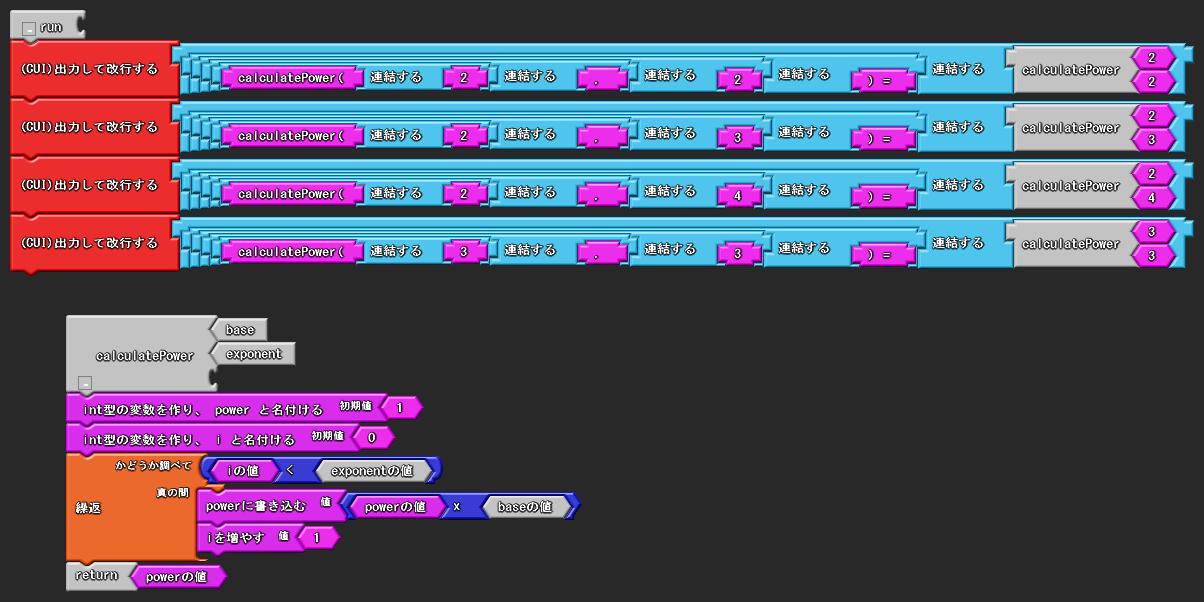 run
(CUI)出力して改行する calculatePower( 連結する 2 連結する , 連結する 2 連結する ) = 連結する calculatePower 2 2
(CUI)出力して改行する calculatePower( 連結する 2 連結する , 連結する 3 連結する ) = 連結する calculatePower 2 3
(CUI)出力して改行する calculatePower( 連結する 2 連結する , 連結する 4 連結する ) = 連結する calculatePower 2 4
(CUI)出力して改行する calculatePower( 連結する 3 連結する , 連結する 3 連結する ) = 連結する calculatePower 3 3
base
calculatePower exponent
int型の変数を作り、 power と名付ける 初期値 1
int型の変数を作り、 i と名付ける 初期値 0
かどうか調べて iの値 < exponentの値
繰返 真の間 powerに書き込む 値 powerの値 x baseの値
iを増やす 値 1
return powerの値